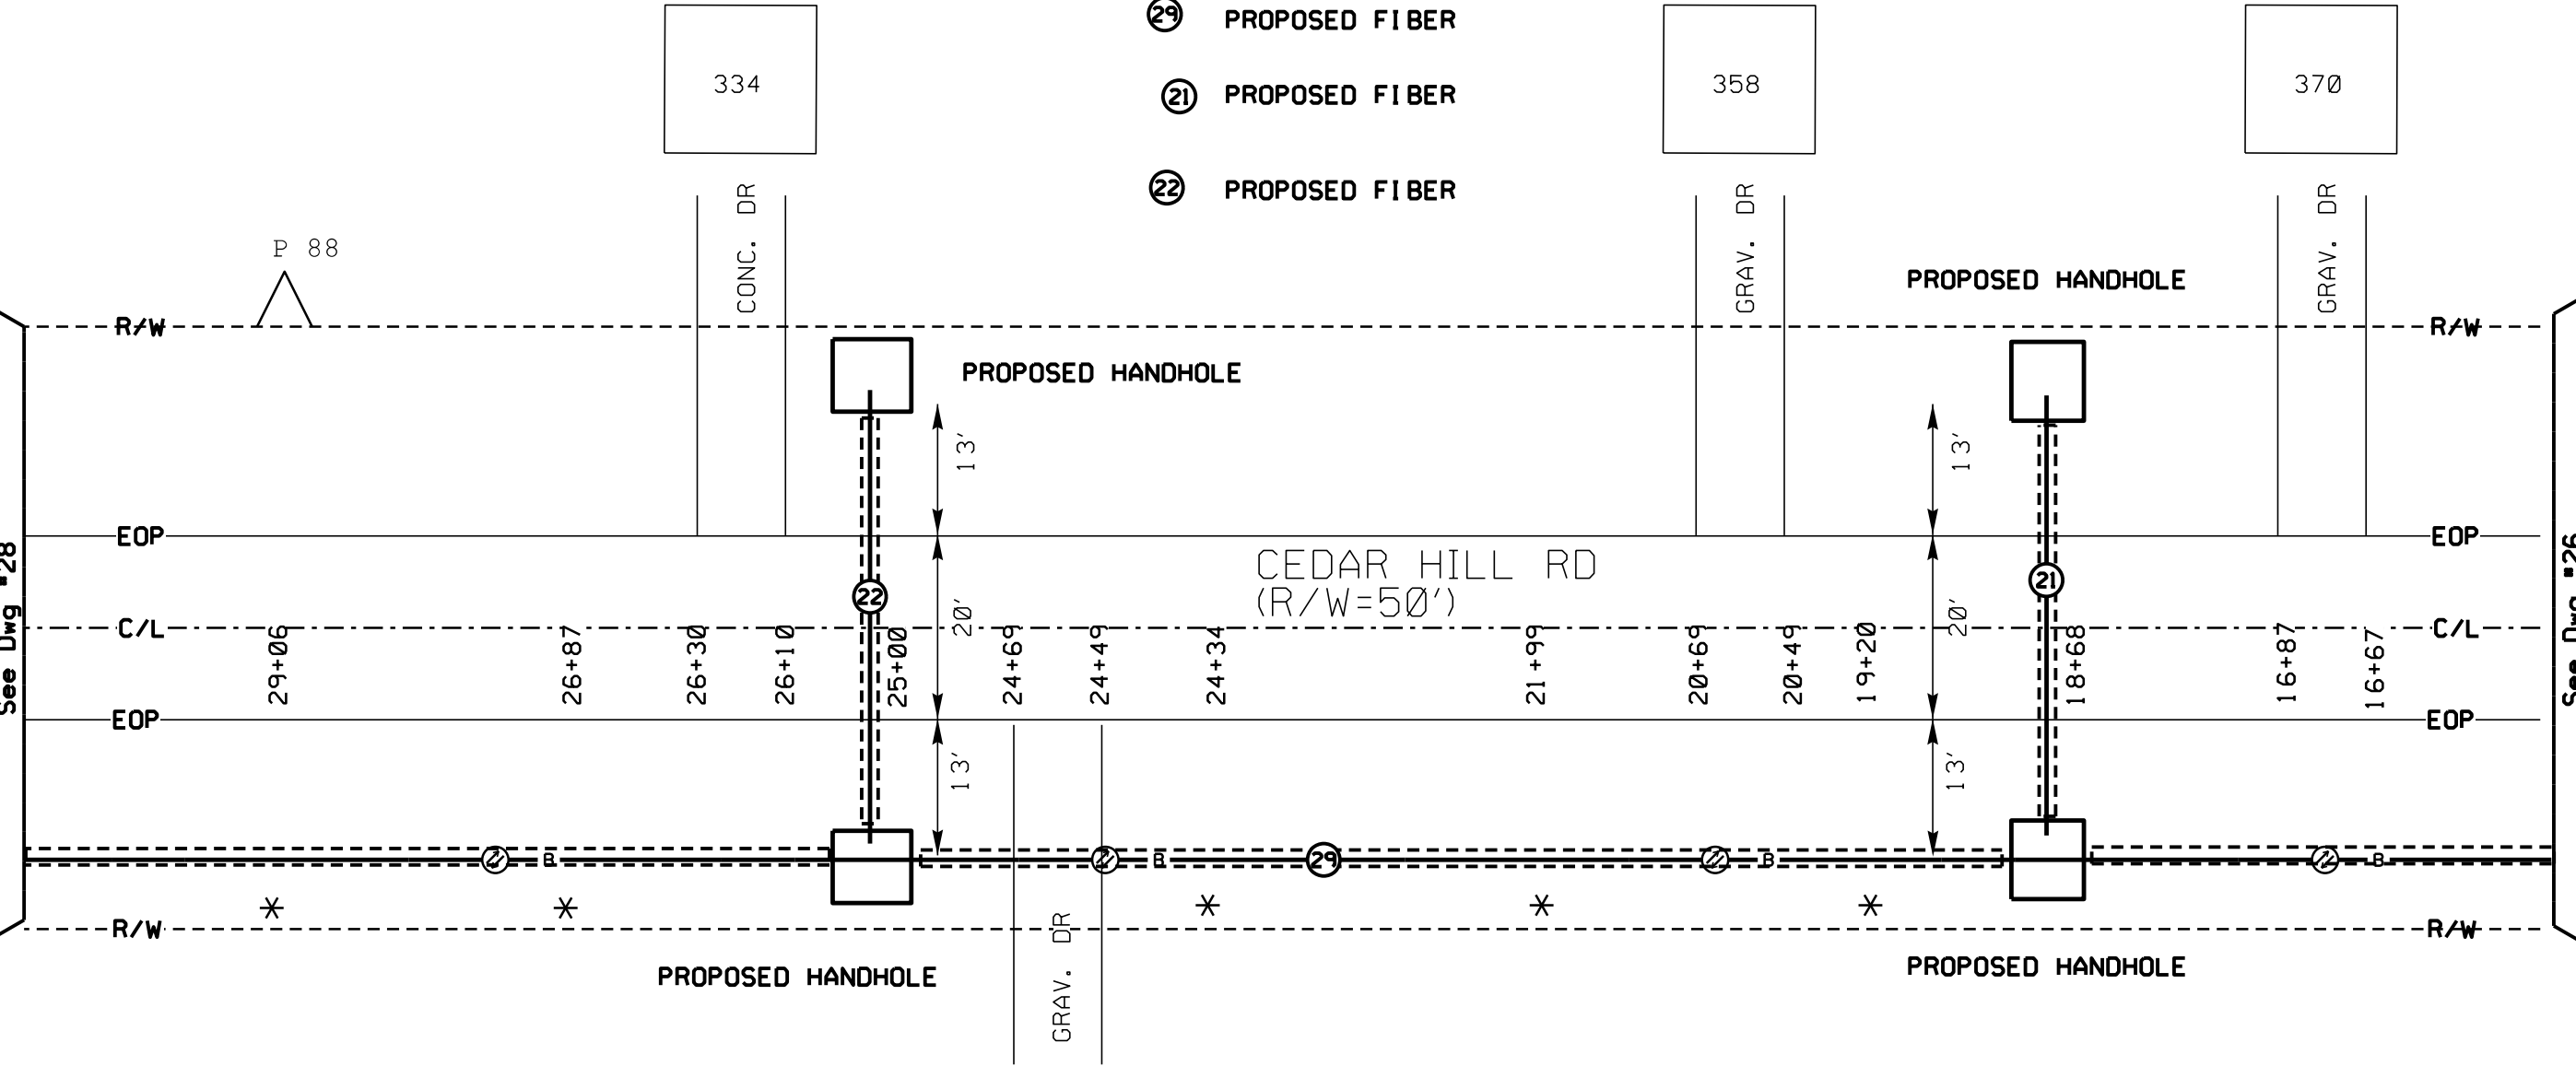 29 PROPOSED FIBER
334
358
370
21 PROPOSED FIBER
22 PROPOSED FIBER
CONC. DR
GRAV. DR
GRAV. DR
P 88
PROPOSED HANDHOLE
R/W
R/W
PROPOSED HANDHOLE
13'
13'
EOP
EOP
CEDAR HILL RD
(R/W=50')
22
21
See Dwg #28
See Dwg #26
20'
20'
C/L
C/L
29+06
26+87
26+30
26+10
25+00
24+69
24+49
24+34
21+99
20+69
20+49
19+20
18+68
16+87
16+67
EOP
EOP
13'
13'
B
B
29
B
B
R/W
R/W
GRAV. DR
PROPOSED HANDHOLE
PROPOSED HANDHOLE